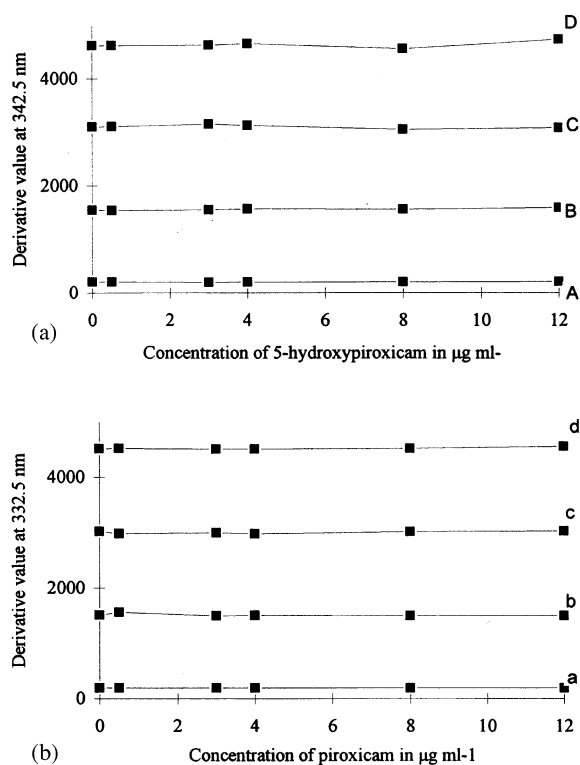 D
4000
C
Derivative value at 342.5 nm
2000
B
A
0
0 2 4 6 8 10 12
(a)
Concentration of 5-hydroxypiroxicam in µg ml-
d
4000
c
Derivative value at 332.5 nm
2000
b
a
0
0 2 4 6 8 10 12
(b)
Concentration of piroxicam in µg ml-1